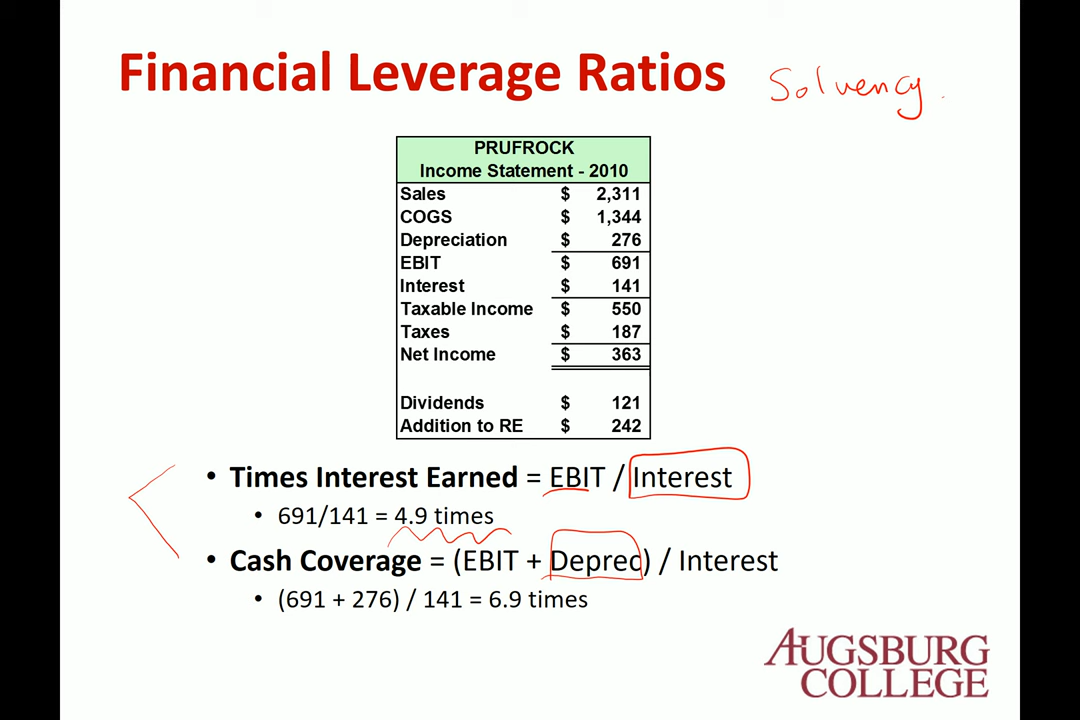 Financial Leverage Ratios Solvency.
PRUFROCK
Income Statement - 2010
Sales $ 2,311
COGS $ 1,344
Depreciation $ 276
EBIT $ 691
Interest $ 141
Taxable Income $ 550
Taxes $ 187
Net Income $ 363
Dividends $ 121
Addition to RE $ 242
• Times Interest Earned = EBIT / Interest
• 691/141 = 4.9 times
• Cash Coverage = (EBIT + Deprec) / Interest
• (691 + 276) / 141 = 6.9 times
AUGSBURG
COLLEGE